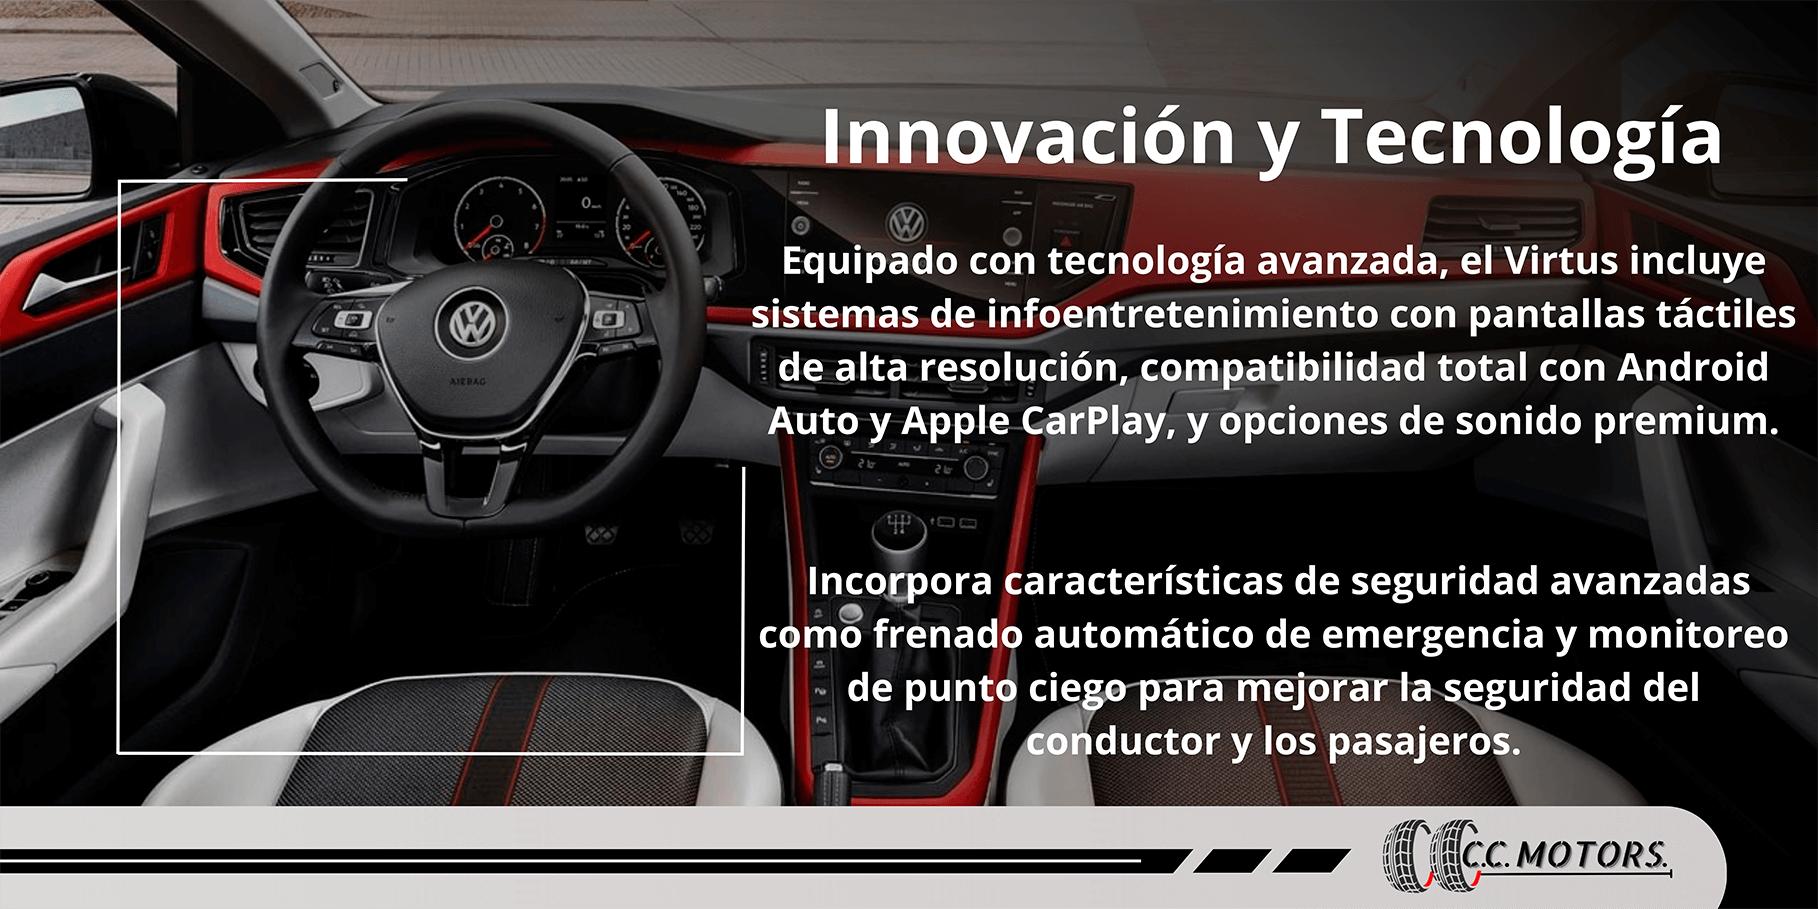 Innovación y Tecnología
Equipado con tecnología avanzada, el Virtus incluye
sistemas de infoentretenimiento con pantallas táctiles
de alta resolución, compatibilidad total con Android
Auto y Apple CarPlay, y opciones de sonido premium.
Incorpora características de seguridad avanzadas
como frenado automático de emergencia y monitoreo
de punto ciego para mejorar la seguridad del
conductor y los pasajeros.
AIRBAG
C.C. MOTORS.